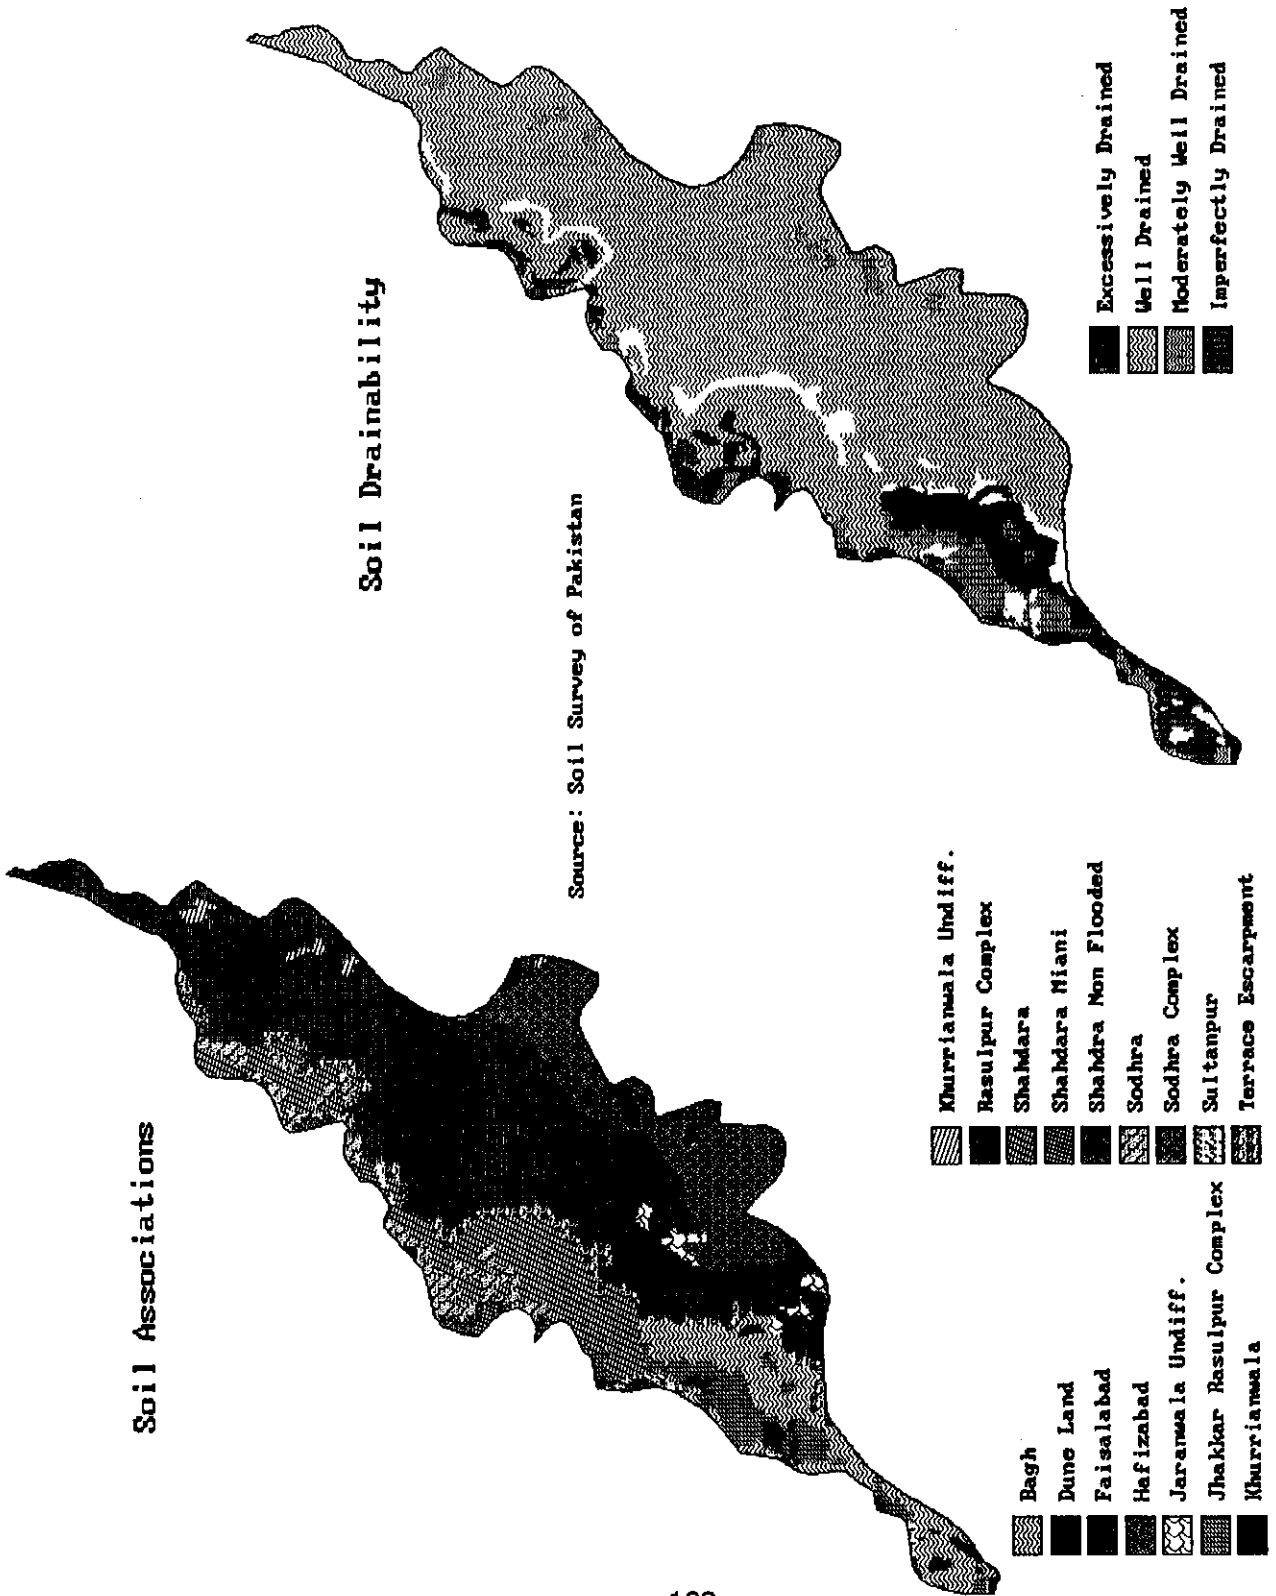 Soil Associations
Soil Drainability
Source: Soil Survey of Pakistan
Bagh
Dune Land
Faisalabad
Hafizabad
Jaranwala Undiff.
Jhakkar Rasulpur Complex
Khurrianwala
Khurrianwala Undiff.
Rasulpur Complex
Shahdara
Shahdara Miani
Shahdra Non Flooded
Sodhra
Sodhra Complex
Sultanpur
Terrace Escarpment
Excessively Drained
Well Drained
Moderately Well Drained
Imperfectly Drained